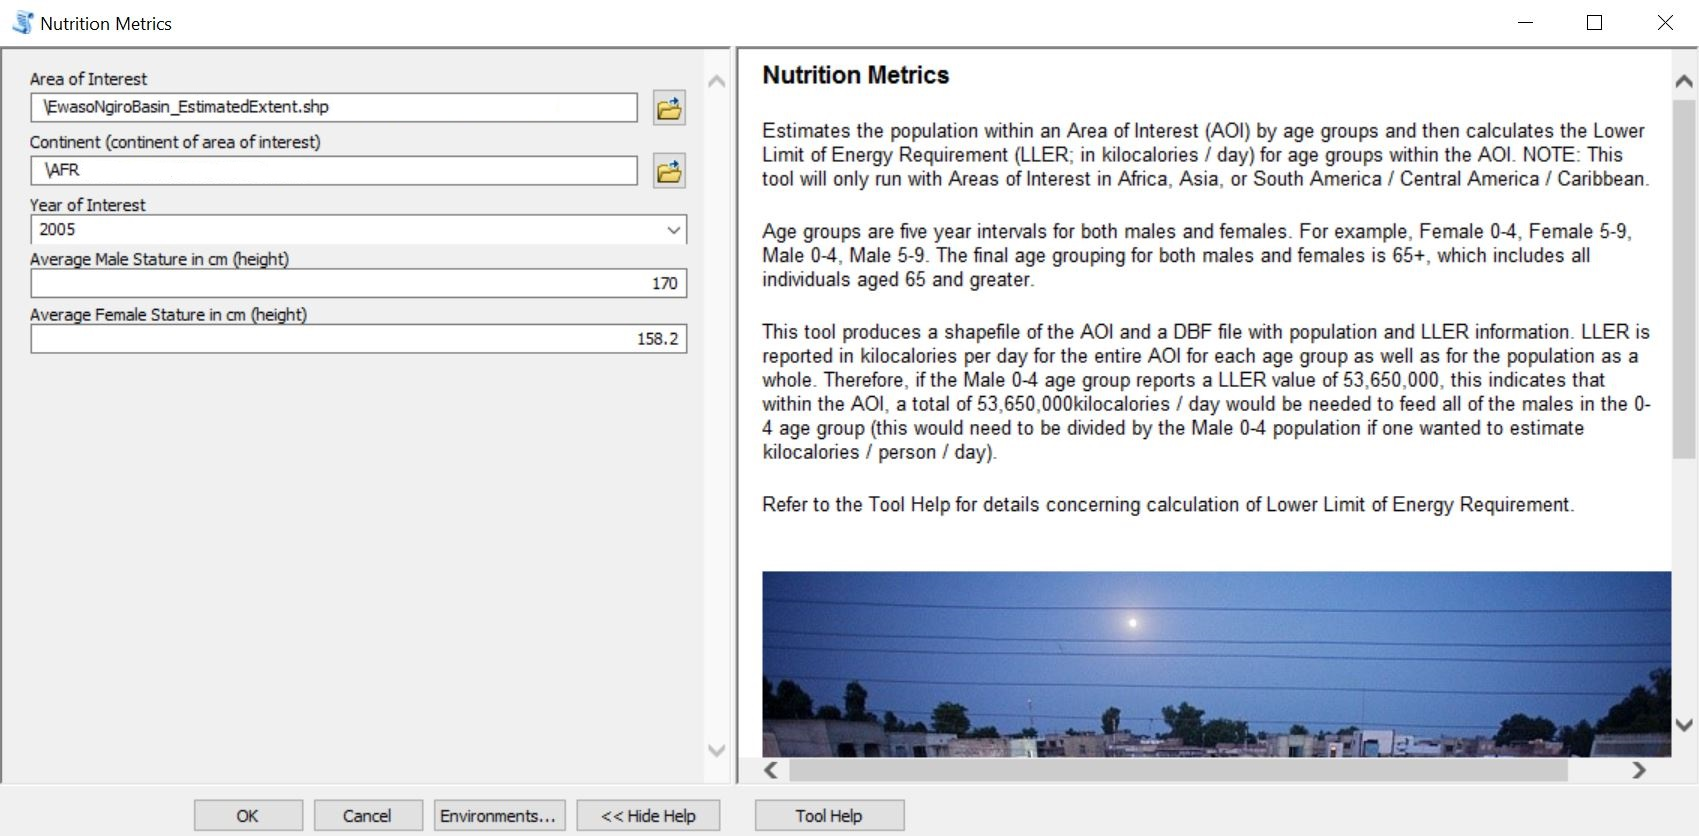 Nutrition Metrics
Area of Interest
\EwasoNgiroBasin_EstimatedExtent.shp
Continent (continent of area of interest)
\AFR
Year of Interest
2005
Average Male Stature in cm (height)
170
Average Female Stature in cm (height)
158.2
Nutrition Metrics
Estimates the population within an Area of Interest (AOI) by age groups and then calculates the Lower
Limit of Energy Requirement (LLER; in kilocalories / day) for age groups within the AOI. NOTE: This
tool will only run with Areas of Interest in Africa, Asia, or South America / Central America / Caribbean.
Age groups are five year intervals for both males and females. For example, Female 0-4, Female 5-9,
Male 0-4, Male 5-9. The final age grouping for both males and females is 65+, which includes all
individuals aged 65 and greater.
This tool produces a shapefile of the AOI and a DBF file with population and LLER information. LLER is
reported in kilocalories per day for the entire AOI for each age group as well as for the population as a
whole. Therefore, if the Male 0-4 age group reports a LLER value of 53,650,000, this indicates that
within the AOI, a total of 53,650,000kilocalories / day would be needed to feed all of the males in the 0-
4 age group (this would need to be divided by the Male 0-4 population if one wanted to estimate
kilocalories / person / day).
Refer to the Tool Help for details concerning calculation of Lower Limit of Energy Requirement.
OK
Cancel
Environments...
<< Hide Help
Tool Help